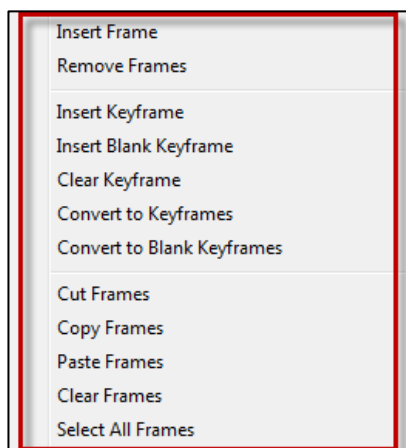 Insert Frame
Remove Frames
Insert Keyframe
Insert Blank Keyframe
Clear Keyframe
Convert to Keyframes
Convert to Blank Keyframes
Cut Frames
Copy Frames
Paste Frames
Clear Frames
Select All Frames